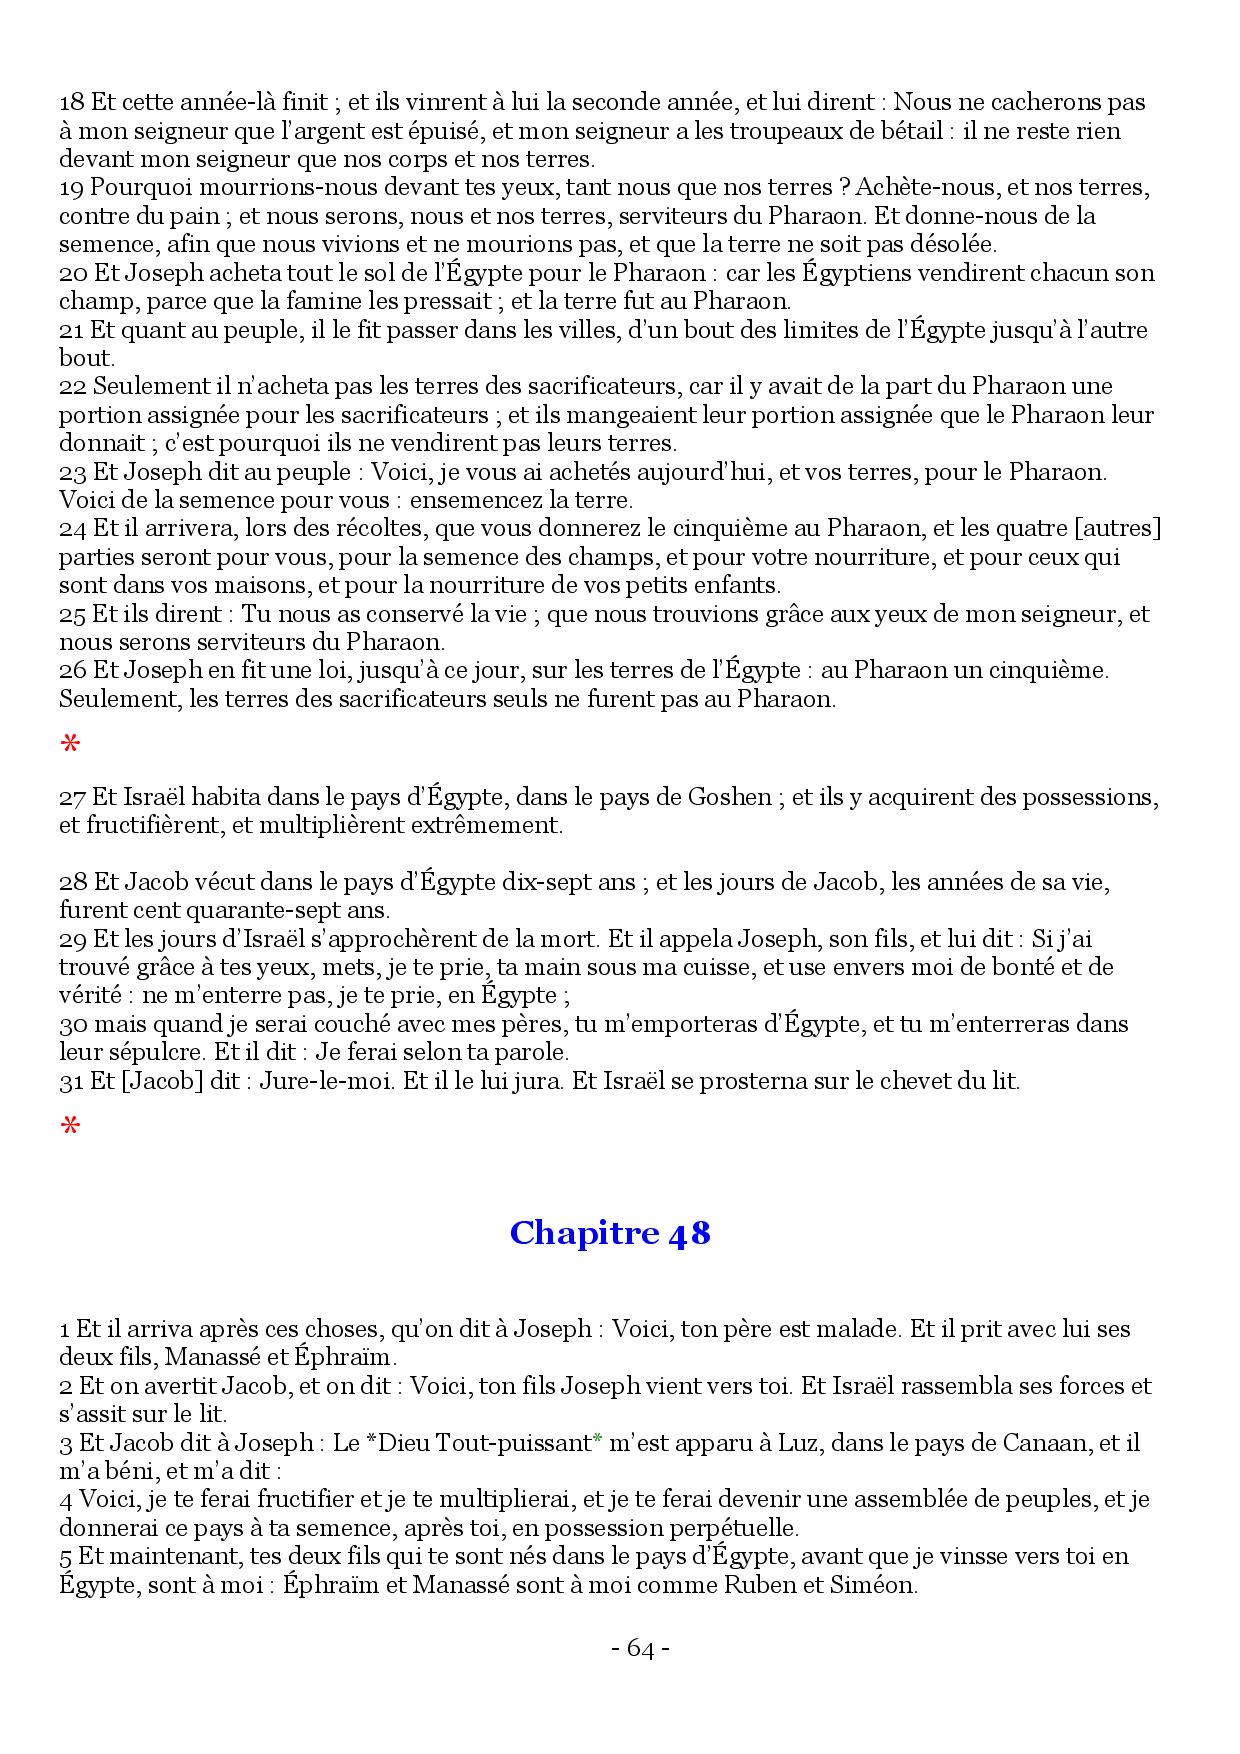 18 Et cette année-là finit ; et ils vinrent à lui la seconde année, et lui dirent : Nous ne cacherons pas
à mon seigneur que l’argent est épuisé, et mon seigneur a les troupeaux de bétail : il ne reste rien
devant mon seigneur que nos corps et nos terres.
19 Pourquoi mourrions-nous devant tes yeux, tant nous que nos terres ? Achète-nous, et nos terres,
contre du pain ; et nous serons, nous et nos terres, serviteurs du Pharaon. Et donne-nous de la
semence, afin que nous vivions et ne mourions pas, et que la terre ne soit pas désolée.
20 Et Joseph acheta tout le sol de l’Égypte pour le Pharaon : car les Égyptiens vendirent chacun son
champ, parce que la famine les pressait ; et la terre fut au Pharaon.
21 Et quant au peuple, il le fit passer dans les villes, d’un bout des limites de l’Égypte jusqu’à l’autre
bout.
22 Seulement il n’acheta pas les terres des sacrificateurs, car il y avait de la part du Pharaon une
portion assignée pour les sacrificateurs ; et ils mangeaient leur portion assignée que le Pharaon leur
donnait ; c’est pourquoi ils ne vendirent pas leurs terres.
23 Et Joseph dit au peuple : Voici, je vous ai achetés aujourd’hui, et vos terres, pour le Pharaon.
Voici de la semence pour vous : ensemencez la terre.
24 Et il arrivera, lors des récoltes, que vous donnerez le cinquième au Pharaon, et les quatre [autres]
parties seront pour vous, pour la semence des champs, et pour votre nourriture, et pour ceux qui
sont dans vos maisons, et pour la nourriture de vos petits enfants.
25 Et ils dirent : Tu nous as conservé la vie ; que nous trouvions grâce aux yeux de mon seigneur, et
nous serons serviteurs du Pharaon.
26 Et Joseph en fit une loi, jusqu’à ce jour, sur les terres de l’Égypte : au Pharaon un cinquième.
Seulement, les terres des sacrificateurs seuls ne furent pas au Pharaon.
*
27 Et Israël habita dans le pays d’Égypte, dans le pays de Goshen ; et ils y acquirent des possessions,
et fructifièrent, et multiplièrent extrêmement.
28 Et Jacob vécut dans le pays d’Égypte dix-sept ans ; et les jours de Jacob, les années de sa vie,
furent cent quarante-sept ans.
29 Et les jours d’Israël s’approchèrent de la mort. Et il appela Joseph, son fils, et lui dit : Si j’ai
trouvé grâce à tes yeux, mets, je te prie, ta main sous ma cuisse, et use envers moi de bonté et de
vérité : ne m’enterre pas, je te prie, en Égypte ;
30 mais quand je serai couché avec mes pères, tu m’emporteras d’Égypte, et tu m’enterreras dans
leur sépulcre. Et il dit : Je ferai selon ta parole.
31 Et [Jacob] dit : Jure-le-moi. Et il le lui jura. Et Israël se prosterna sur le chevet du lit.
*
Chapitre 48
1 Et il arriva après ces choses, qu’on dit à Joseph : Voici, ton père est malade. Et il prit avec lui ses
deux fils, Manassé et Éphraïm.
2 Et on avertit Jacob, et on dit : Voici, ton fils Joseph vient vers toi. Et Israël rassembla ses forces et
s’assit sur le lit.
3 Et Jacob dit à Joseph : Le *Dieu Tout-puissant* m’est apparu à Luz, dans le pays de Canaan, et il
m’a béni, et m’a dit :
4 Voici, je te ferai fructifier et je te multiplierai, et je te ferai devenir une assemblée de peuples, et je
donnerai ce pays à ta semence, après toi, en possession perpétuelle.
5 Et maintenant, tes deux fils qui te sont nés dans le pays d’Égypte, avant que je vinsse vers toi en
Égypte, sont à moi : Éphraïm et Manassé sont à moi comme Ruben et Siméon.
- 64 -